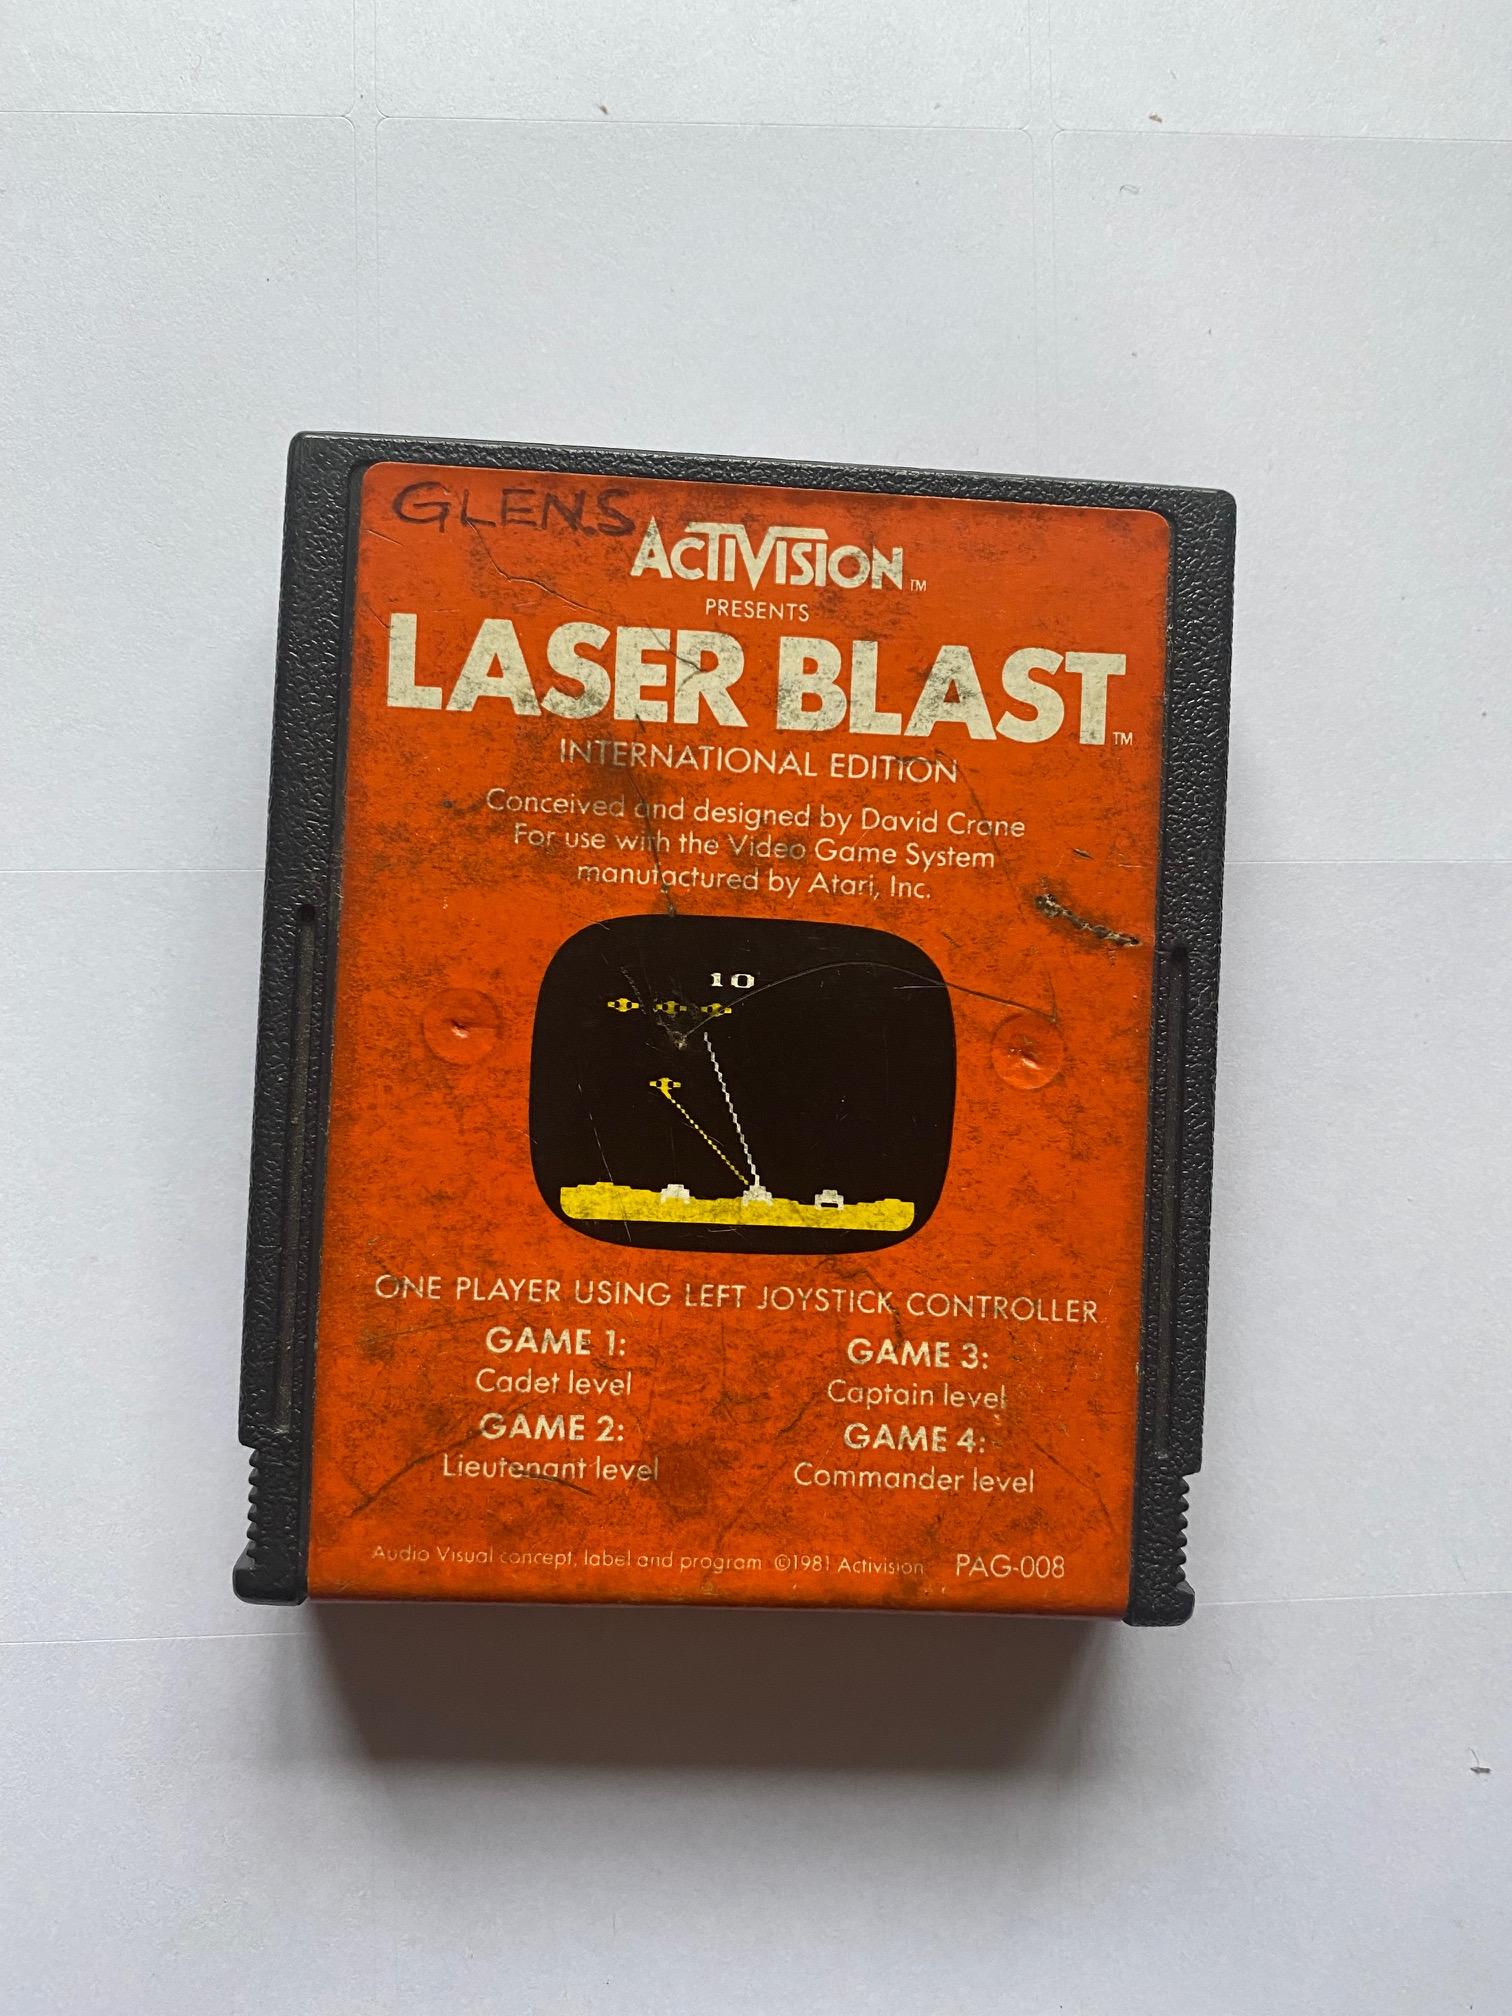 GLENS
ACTIVISION™
PRESENTS
LASER BLAST™
INTERNATIONAL EDITION
Conceived and designed by David Crane
For use with the Video Game System
manufactured by Atari, Inc.
10
ONE PLAYER USING LEFT JOYSTICK CONTROLLER
GAME 1:
Cadet level
GAME 2:
Lieutenant level
GAME 3:
Captain level
GAME 4:
Commander level
Audio Visual concept, label and program ©1981 Activision PAG-008